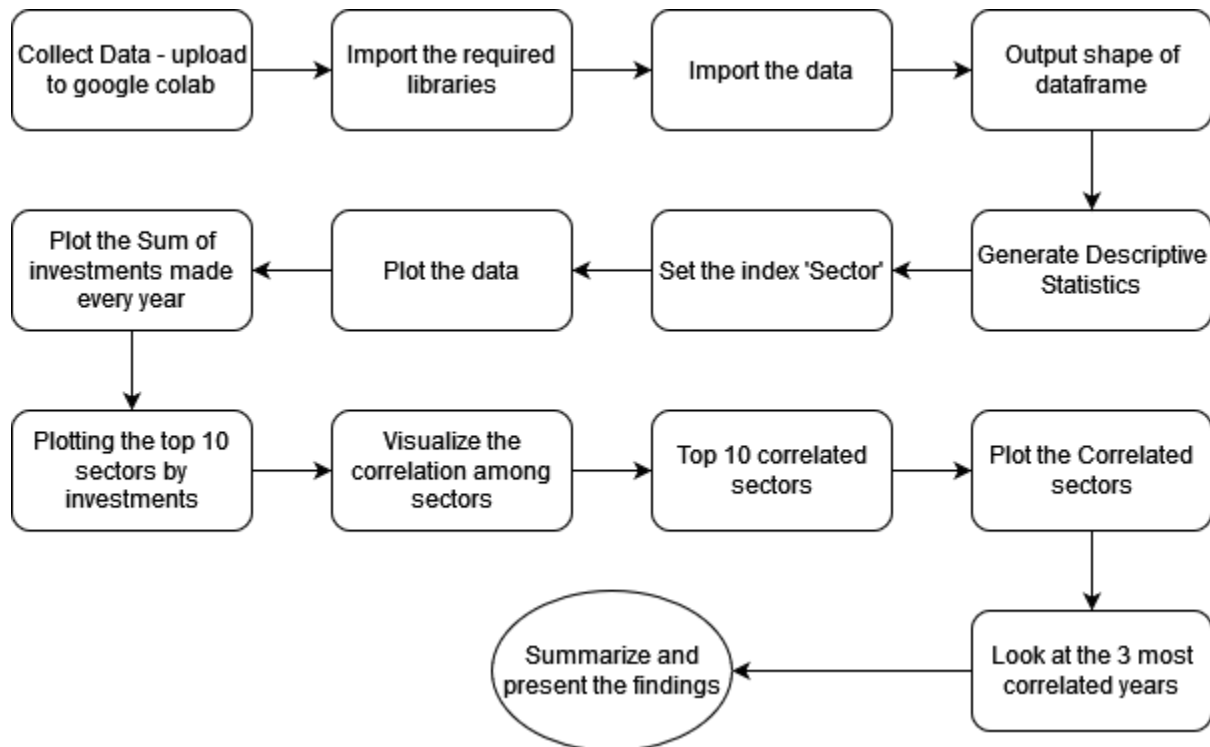 Collect Data - upload
to google colab
Import the required
libraries
Import the data
Output shape of
dataframe
Generate Descriptive
Statistics
Set the index 'Sector'
Plot the data
Plot the Sum of
investments made
every year
Plotting the top 10
sectors by
investments
Visualize the
correlation among
sectors
Top 10 correlated
sectors
Plot the Correlated
sectors
Look at the 3 most
correlated years
Summarize and
present the findings